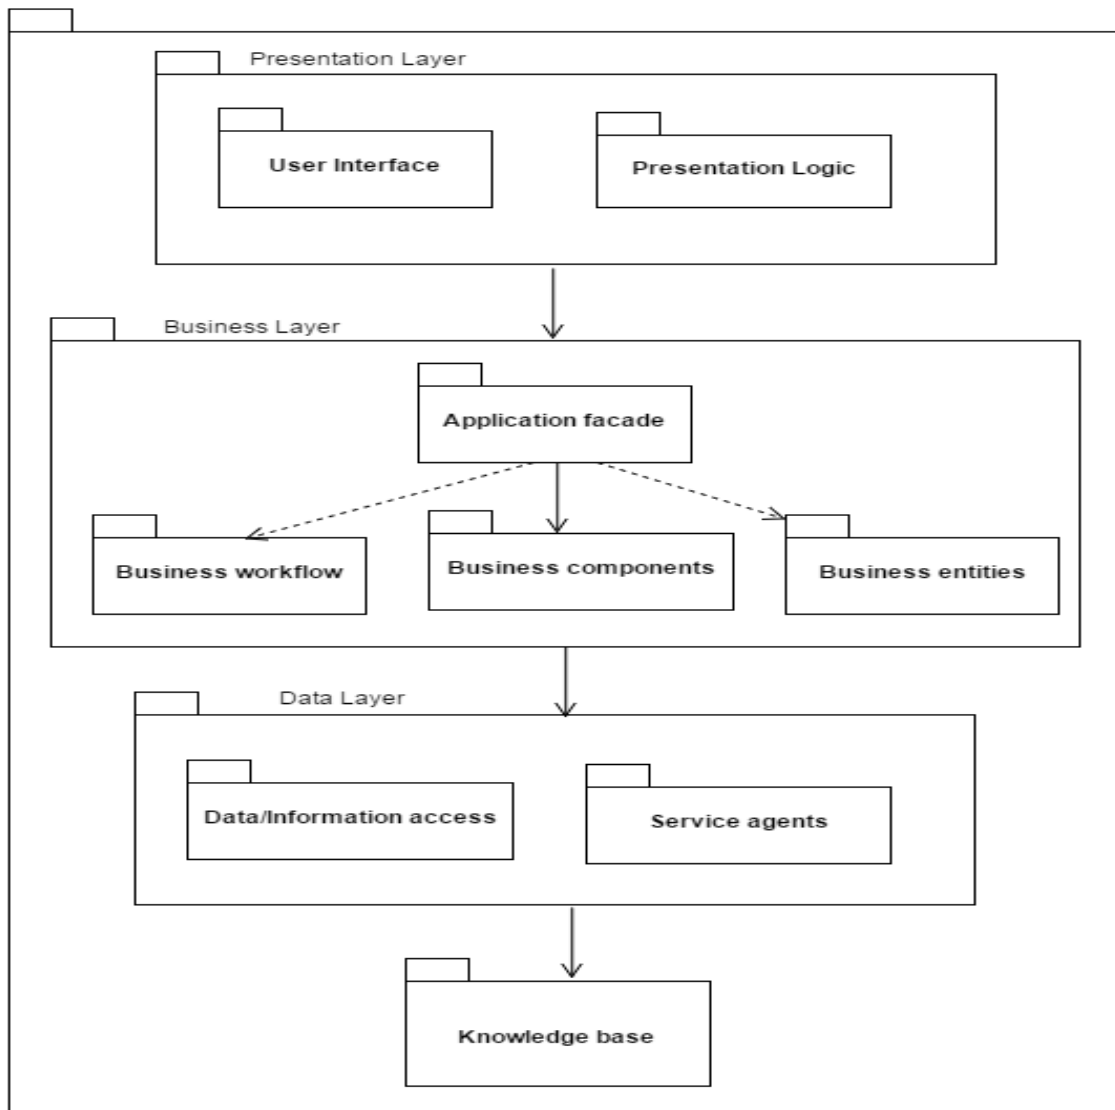 Presentation Layer
User Interface
Presentation Logic
Business Layer
Application facade
Business workflow
Business components
Business entities
Data Layer
Data/Information access
Service agents
Knowledge base